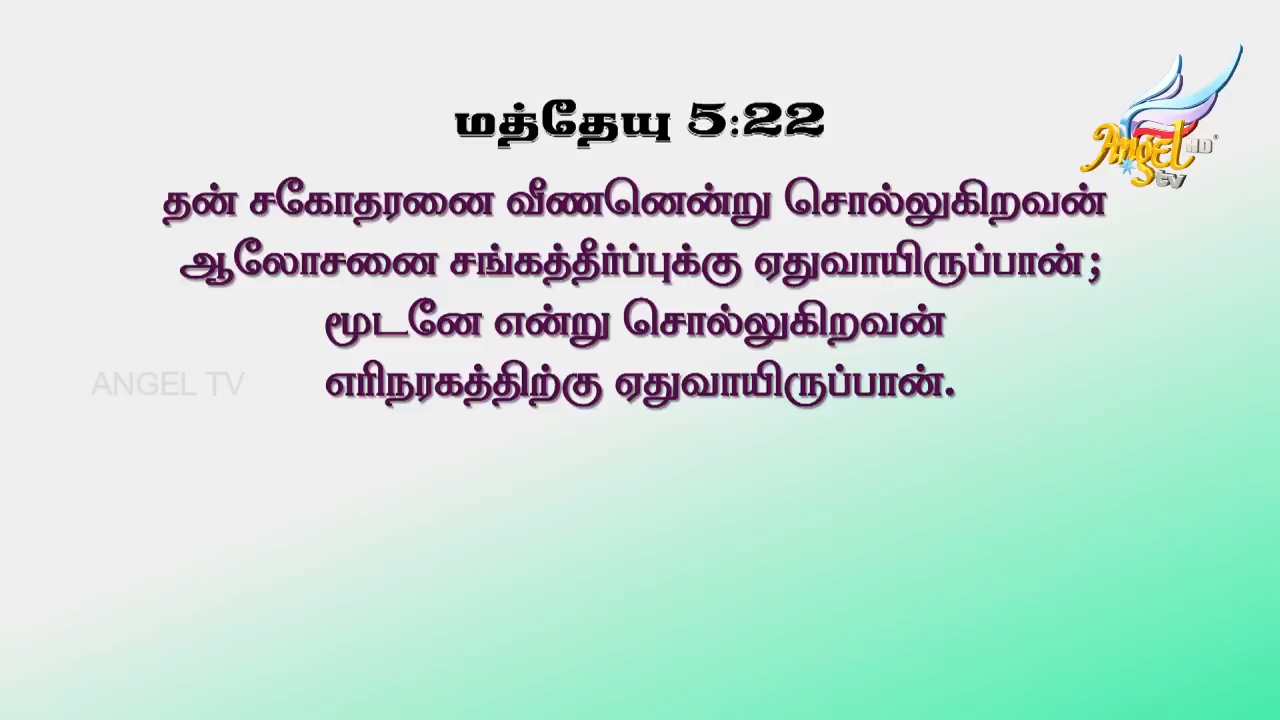 மத்தேயு 5:22
Angel HD
tv
தன் சகோதரனை வீணனென்று சொல்லுகிறவன்
ஆலோசனை சங்கத்தீர்ப்புக்கு ஏதுவாயிருப்பான்;
மூடனே என்று சொல்லுகிறவன்
எரிநரகத்திற்கு ஏதுவாயிருப்பான்.
ANGEL TV